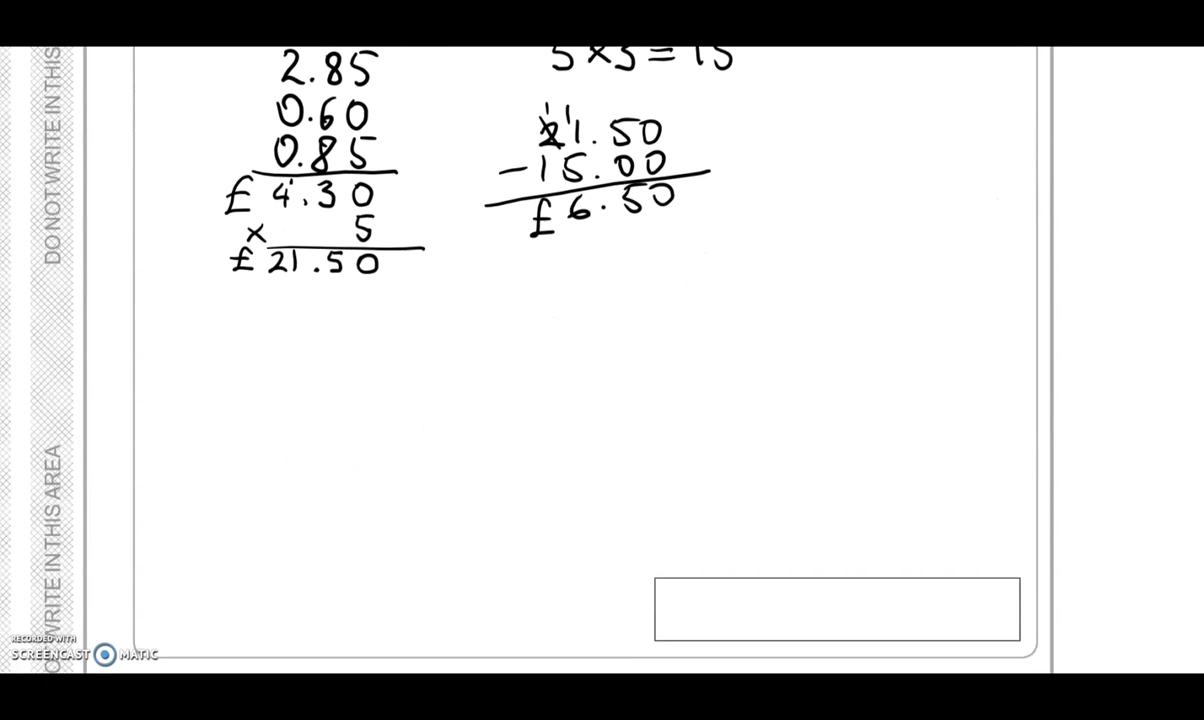 2.85
0.60
0.85
£ 4.30
× 5
£ 21.50
5 × 3 = 15
21.50
- 15.00
£ 6.50
DO NOT WRITE IN THIS
O NOT WRITE IN THIS AREA
RECORDED WITH
SCREENCAST MATIC